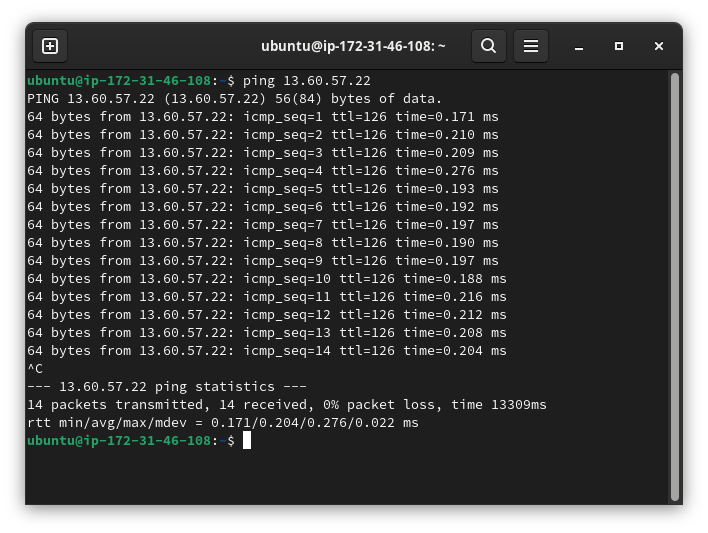 ubuntu@ip-172-31-46-108: ~
ubuntu@ip-172-31-46-108:~$ ping 13.60.57.22
PING 13.60.57.22 (13.60.57.22) 56(84) bytes of data.
64 bytes from 13.60.57.22: icmp_seq=1 ttl=126 time=0.171 ms
64 bytes from 13.60.57.22: icmp_seq=2 ttl=126 time=0.210 ms
64 bytes from 13.60.57.22: icmp_seq=3 ttl=126 time=0.209 ms
64 bytes from 13.60.57.22: icmp_seq=4 ttl=126 time=0.276 ms
64 bytes from 13.60.57.22: icmp_seq=5 ttl=126 time=0.193 ms
64 bytes from 13.60.57.22: icmp_seq=6 ttl=126 time=0.192 ms
64 bytes from 13.60.57.22: icmp_seq=7 ttl=126 time=0.197 ms
64 bytes from 13.60.57.22: icmp_seq=8 ttl=126 time=0.190 ms
64 bytes from 13.60.57.22: icmp_seq=9 ttl=126 time=0.197 ms
64 bytes from 13.60.57.22: icmp_seq=10 ttl=126 time=0.188 ms
64 bytes from 13.60.57.22: icmp_seq=11 ttl=126 time=0.216 ms
64 bytes from 13.60.57.22: icmp_seq=12 ttl=126 time=0.212 ms
64 bytes from 13.60.57.22: icmp_seq=13 ttl=126 time=0.208 ms
64 bytes from 13.60.57.22: icmp_seq=14 ttl=126 time=0.204 ms
^C
--- 13.60.57.22 ping statistics ---
14 packets transmitted, 14 received, 0% packet loss, time 13309ms
rtt min/avg/max/mdev = 0.171/0.204/0.276/0.022 ms
ubuntu@ip-172-31-46-108:~$